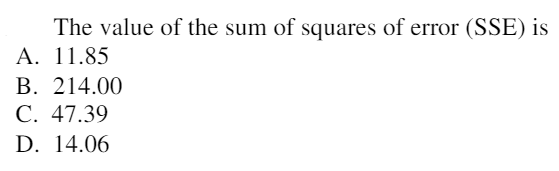 The value of the sum of squares of error (SSE) is
A. 11.85
B. 214.00
C. 47.39
D. 14.06